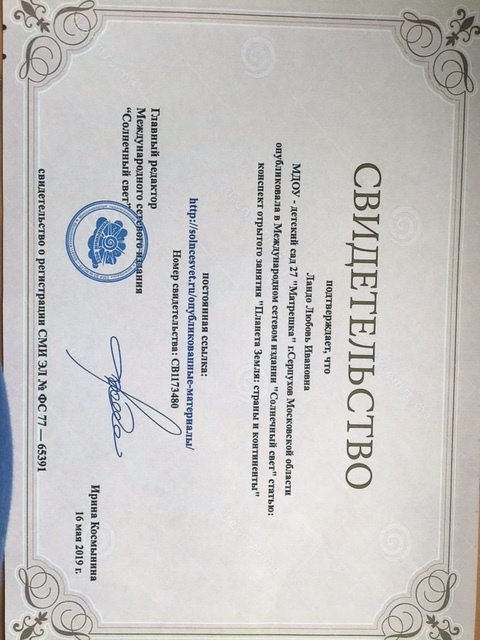 СВИДЕТЕЛЬСТВО
подтверждает, что
Ландо Любовь Ивановна
МДОУ - детский сад 27 "Матрешка" г.Серпухов Московской области
опубликовала в Международном сетевом издании "Солнечный свет" статью:
конспект отрытого занятия "Планета Земля: страны и континенты"
постоянная ссылка:
http://solncesvet.ru/опубликованные-материалы/
Номер свидетельства: СВ1173480
Главный редактор
Международного сетевого издания
"Солнечный свет"
Ирина Космынина
16 мая 2019 г.
свидетельство о регистрации СМИ ЭЛ № ФС 77 — 65391